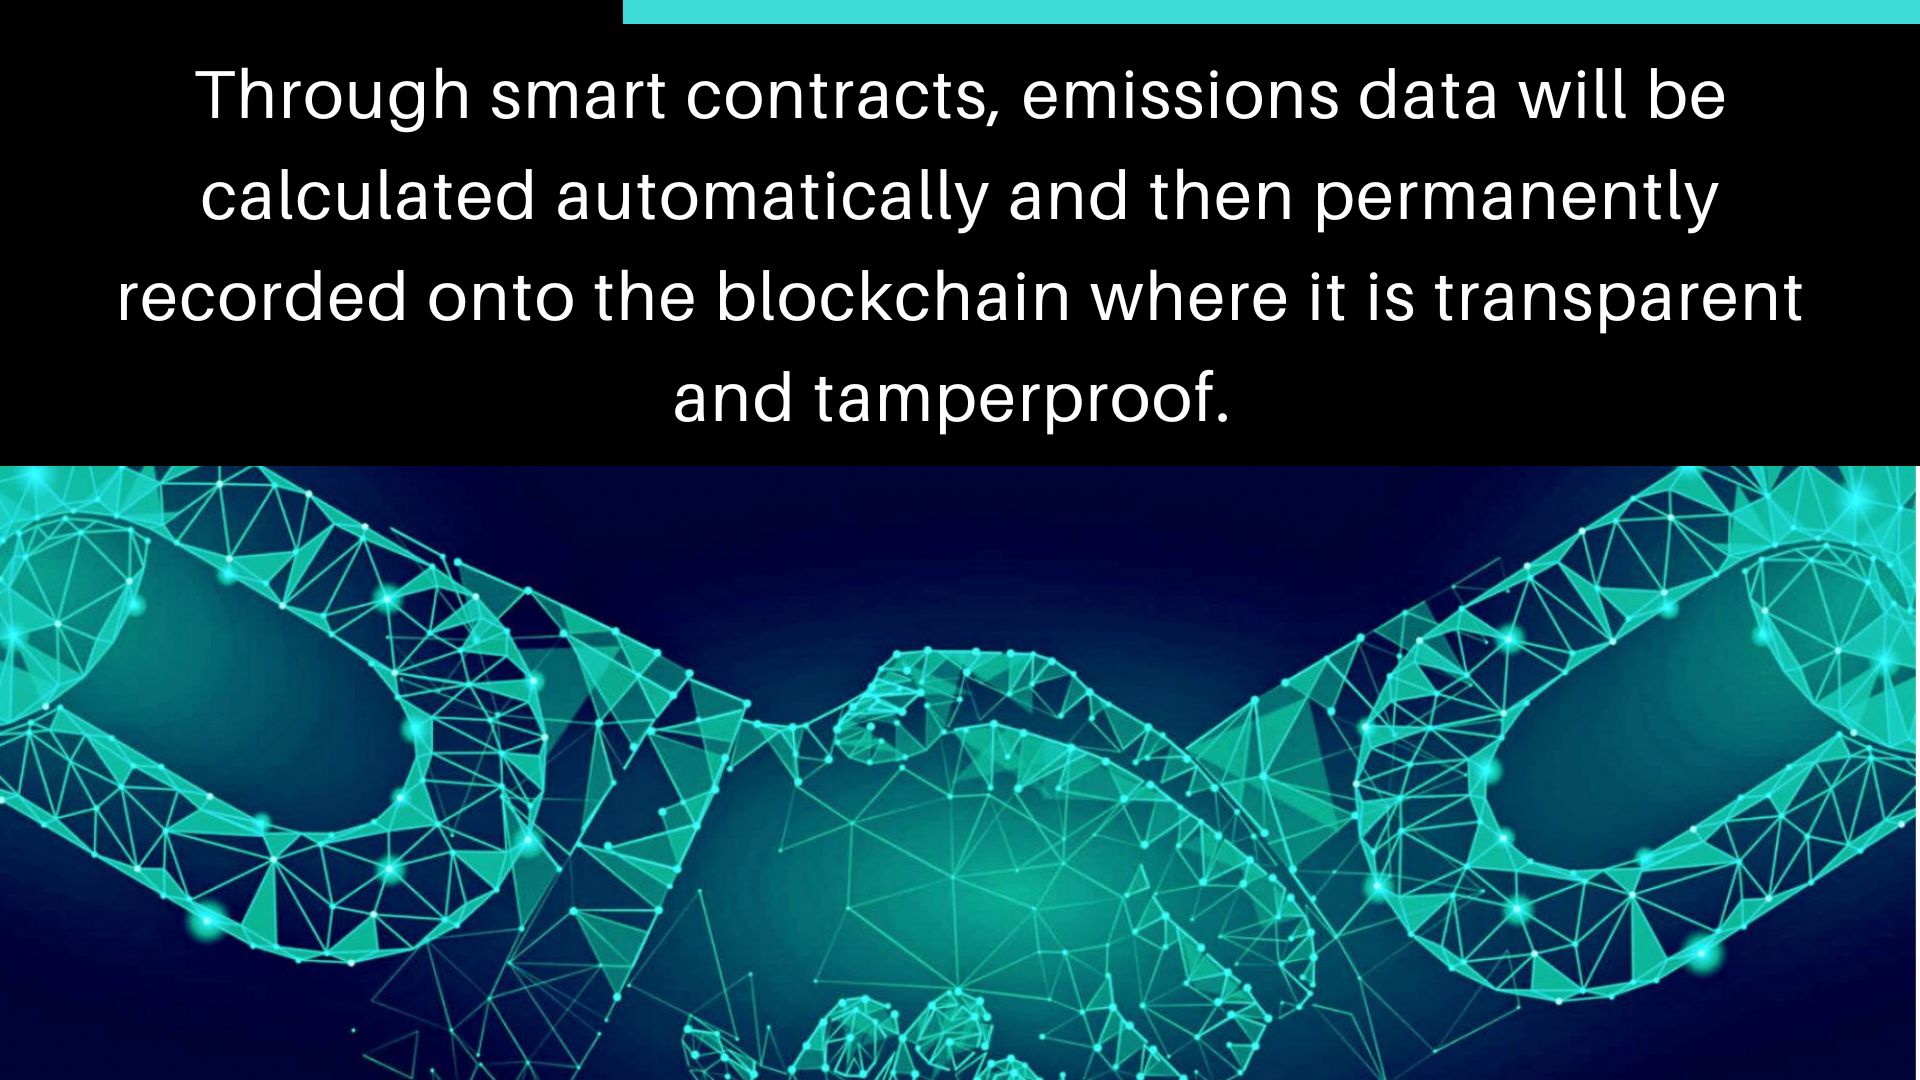 Through smart contracts, emissions data will be
calculated automatically and then permanently
recorded onto the blockchain where it is transparent
and tamperproof.